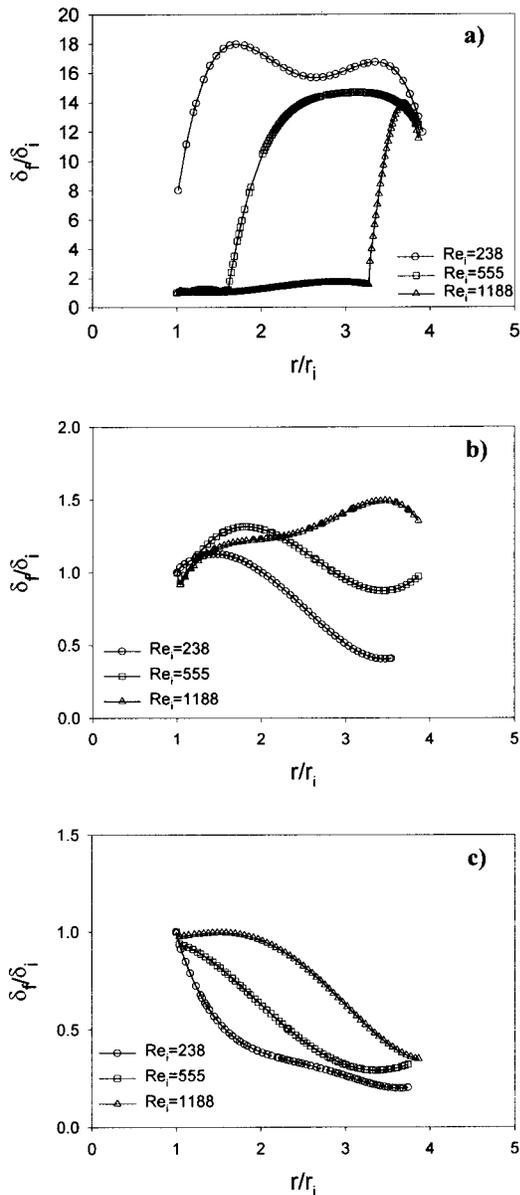 a)
20
18
16
14
12
10
8
6
4
2
0
δf/δi
Rei=238
Rei=555
Rei=1188
0 1 2 3 4 5
r/ri
b)
2.0
1.5
1.0
0.5
0.0
δf/δi
Rei=238
Rei=555
Rei=1188
0 1 2 3 4 5
r/ri
c)
1.5
1.0
0.5
0.0
δf/δi
Rei=238
Rei=555
Rei=1188
0 1 2 3 4 5
r/ri